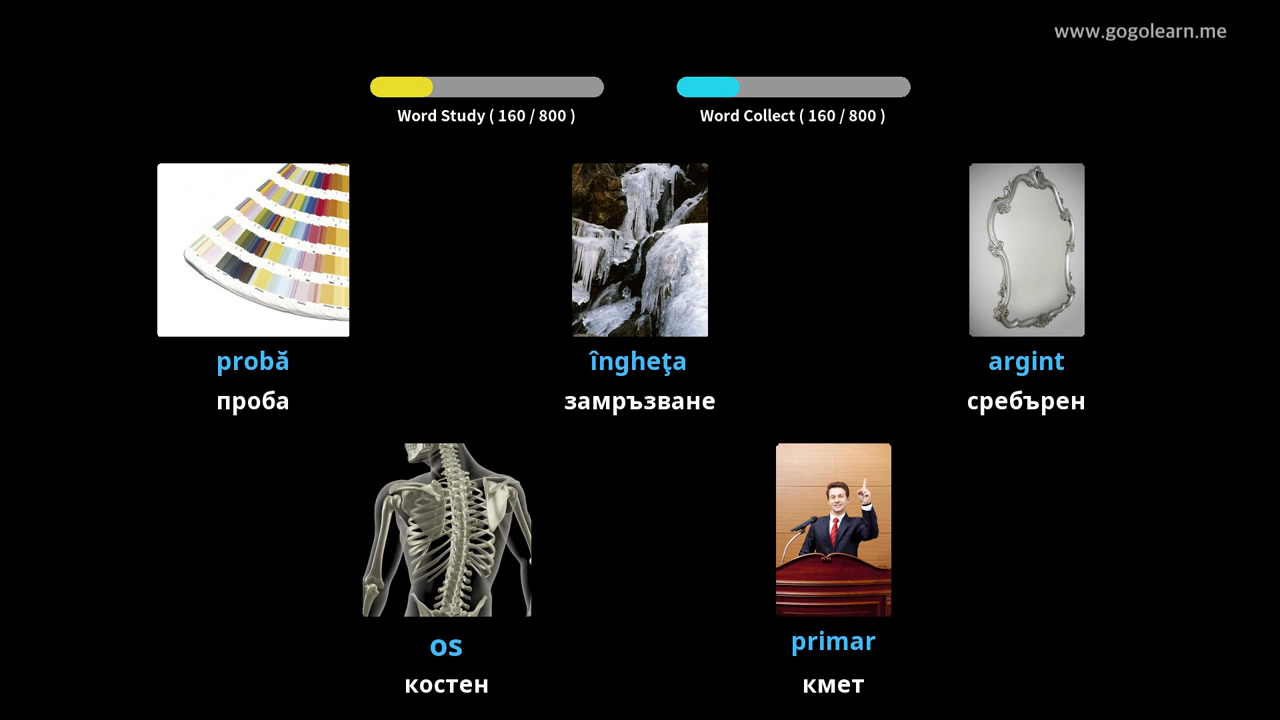 www.gogolearn.me
Word Study ( 160 / 800 )
Word Collect ( 160 / 800 )
probă
îngheţa
argint
проба
замръзване
сребърен
os
primar
костен
кмет